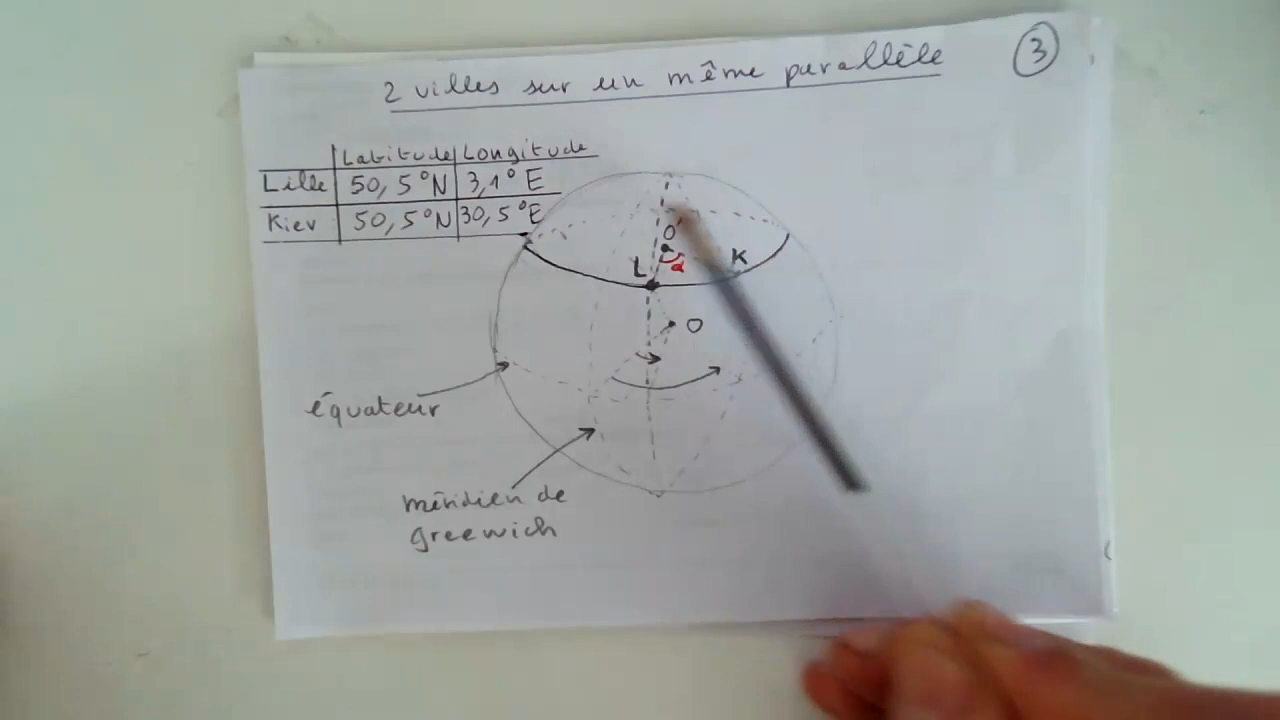 2 villes sur un même parallèle
3
Latitude Longitude
Lille 50,5°N 3,1° E
Kiev 50,5°N 30,5°E
O'
α
L
K
O
équateur
méridien de
greewich